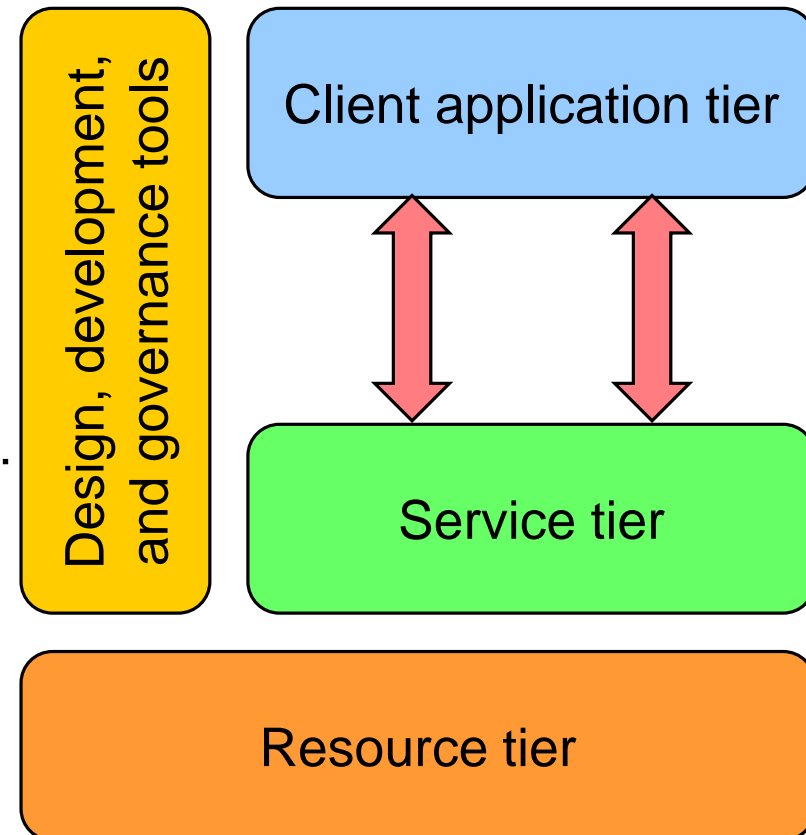 Design, development,
and governance tools
Client application tier
.
Service tier
Resource tier